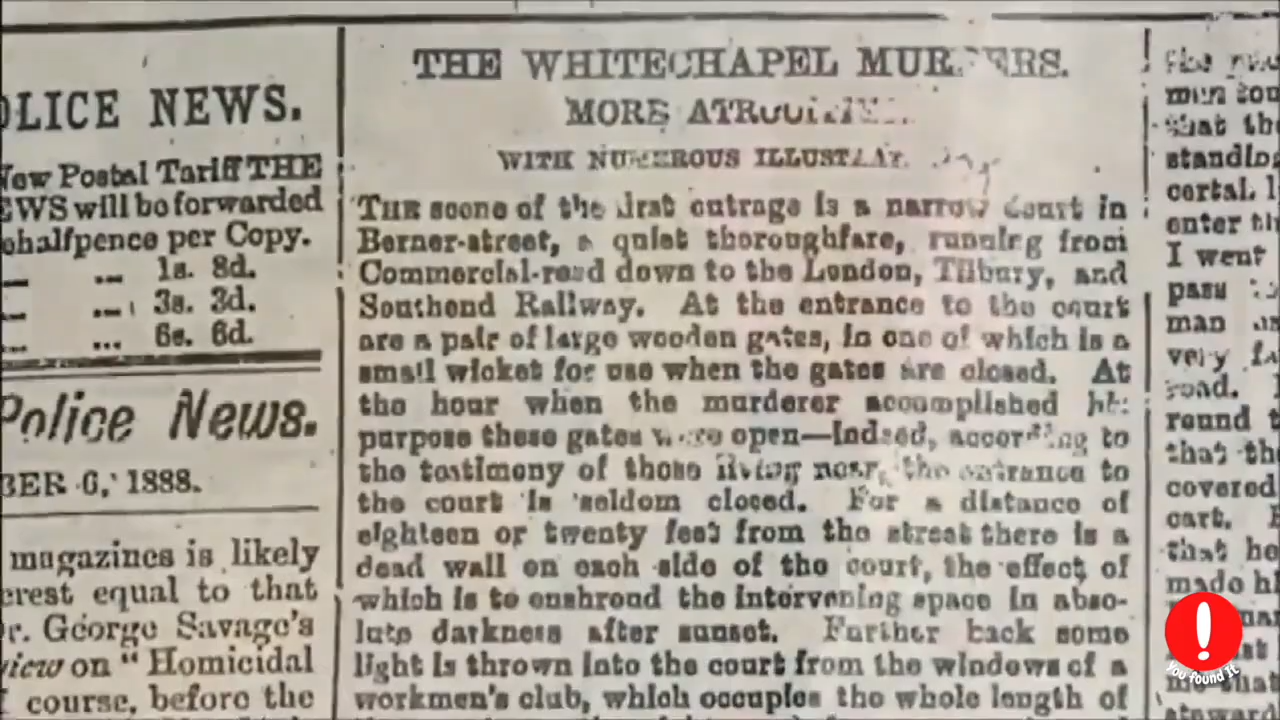 OLICE NEWS.
New Postal Tariff THE
EWS will be forwarded
ehalfpence per Copy.
... 1s. 8d.
... 3s. 3d.
... 6s. 6d.
Police News.
BER 6, 1888.
magazines is likely
erest equal to that
r. George Savage's
view on " Homicidal
course, before the
THE WHITECHAPEL MURDERS.
MORE ATROCITIES.
WITH NUMEROUS
THE scene of the first outrage is a narrow court in
Berner-street, a quiet thoroughfare, running from
Commercial-road down to the London, Tilbury, and
Southend Railway. At the entrance to the court
are a pair of large wooden gates, in one of which is a
small wicket for use when the gates are closed. At
the hour when the murderer accomplished his
purpose these gates were open—indeed, according to
the testimony of those living near, the entrance to
the court is seldom closed. For a distance of
eighteen or twenty feet from the street there is a
dead wall on each side of the court, the effect of
which is to enshroud the intervening space in abso-
lute darkness after sunset. Further back some
light is thrown into the court from the windows of a
workmen's club, which occupies the whole length of
men tou
that th
standing
enter th
I went
pass
man
very fa
road.
round t
that the
covered
cart.
that he
made hi
me that
You found It